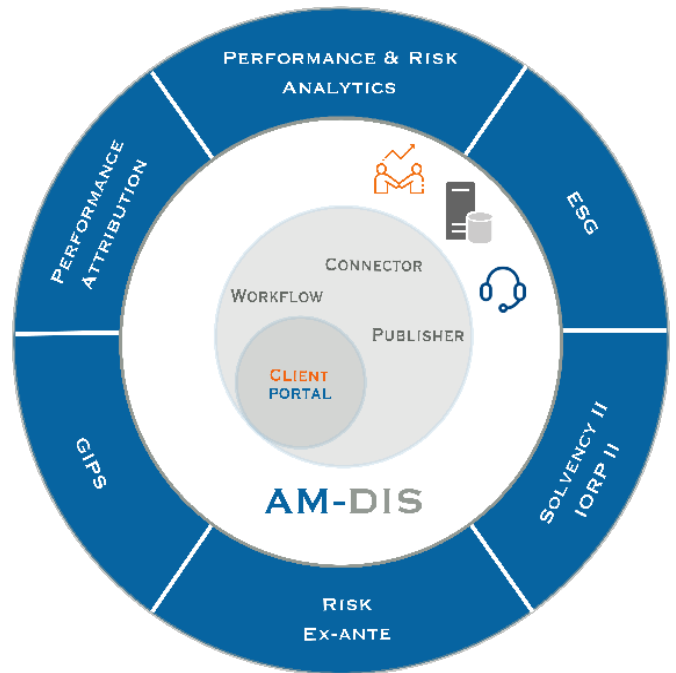 PERFORMANCE & RISK
ANALYTICS
PERFORMANCE
ATTRIBUTION
ESG
CONNECTOR
WORKFLOW
PUBLISHER
CLIENT
PORTAL
GIPS
SOLVENCY II
IORP II
AM-DIS
RISK
EX-ANTE